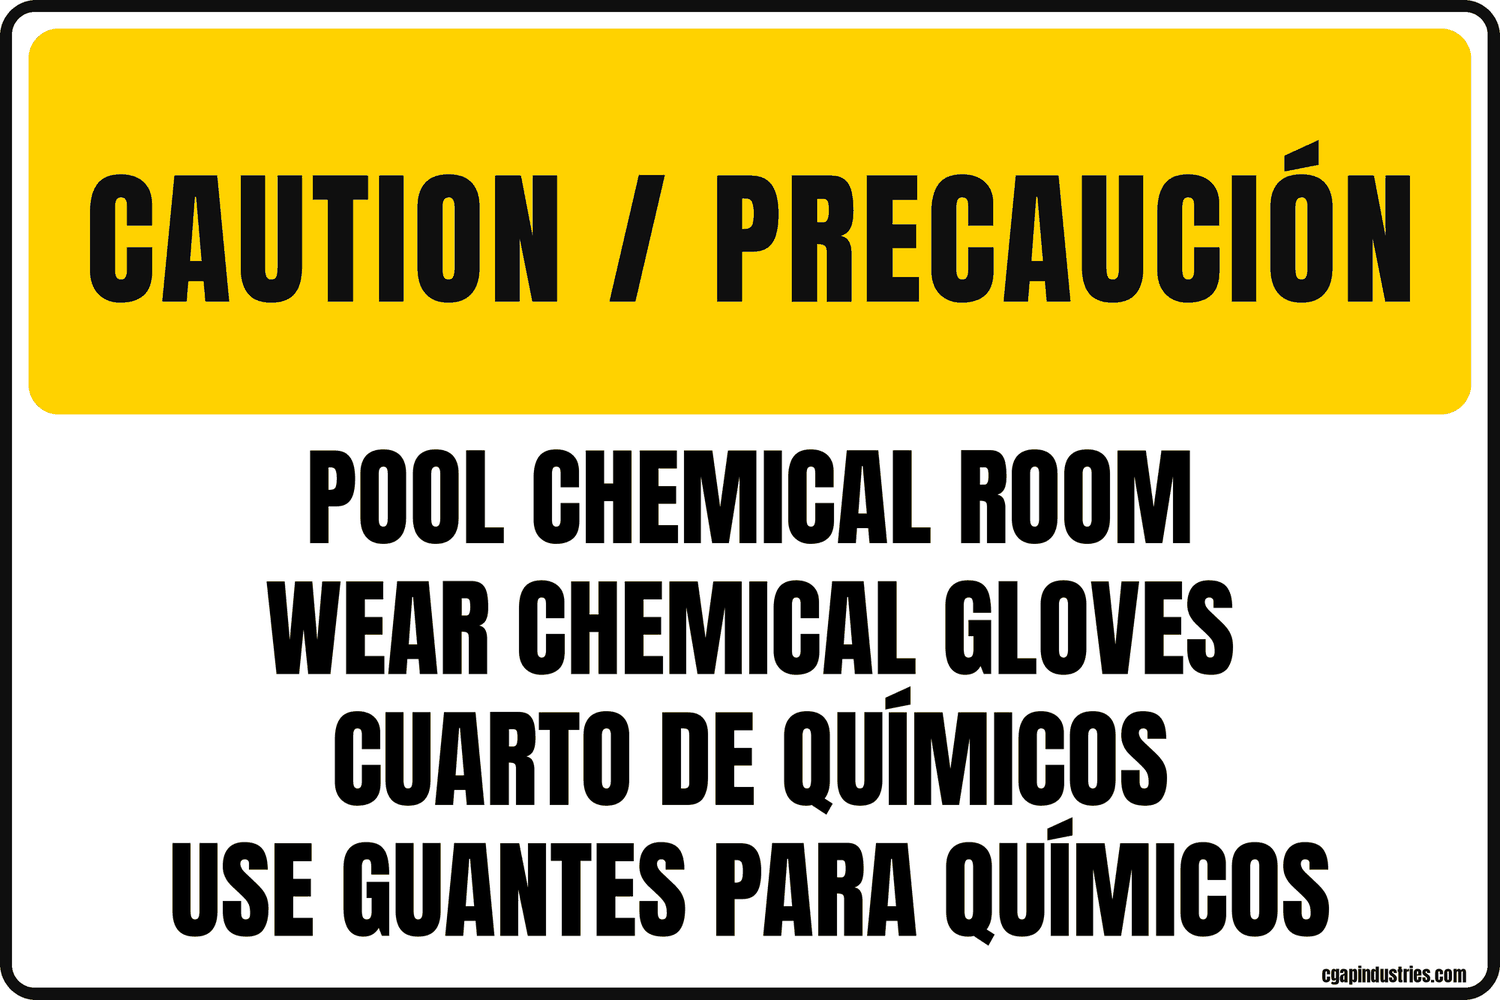 CAUTION / PRECAUCIÓN
POOL CHEMICAL ROOM
WEAR CHEMICAL GLOVES
CUARTO DE QUÍMICOS
USE GUANTES PARA QUÍMICOS
cgapindustries.com